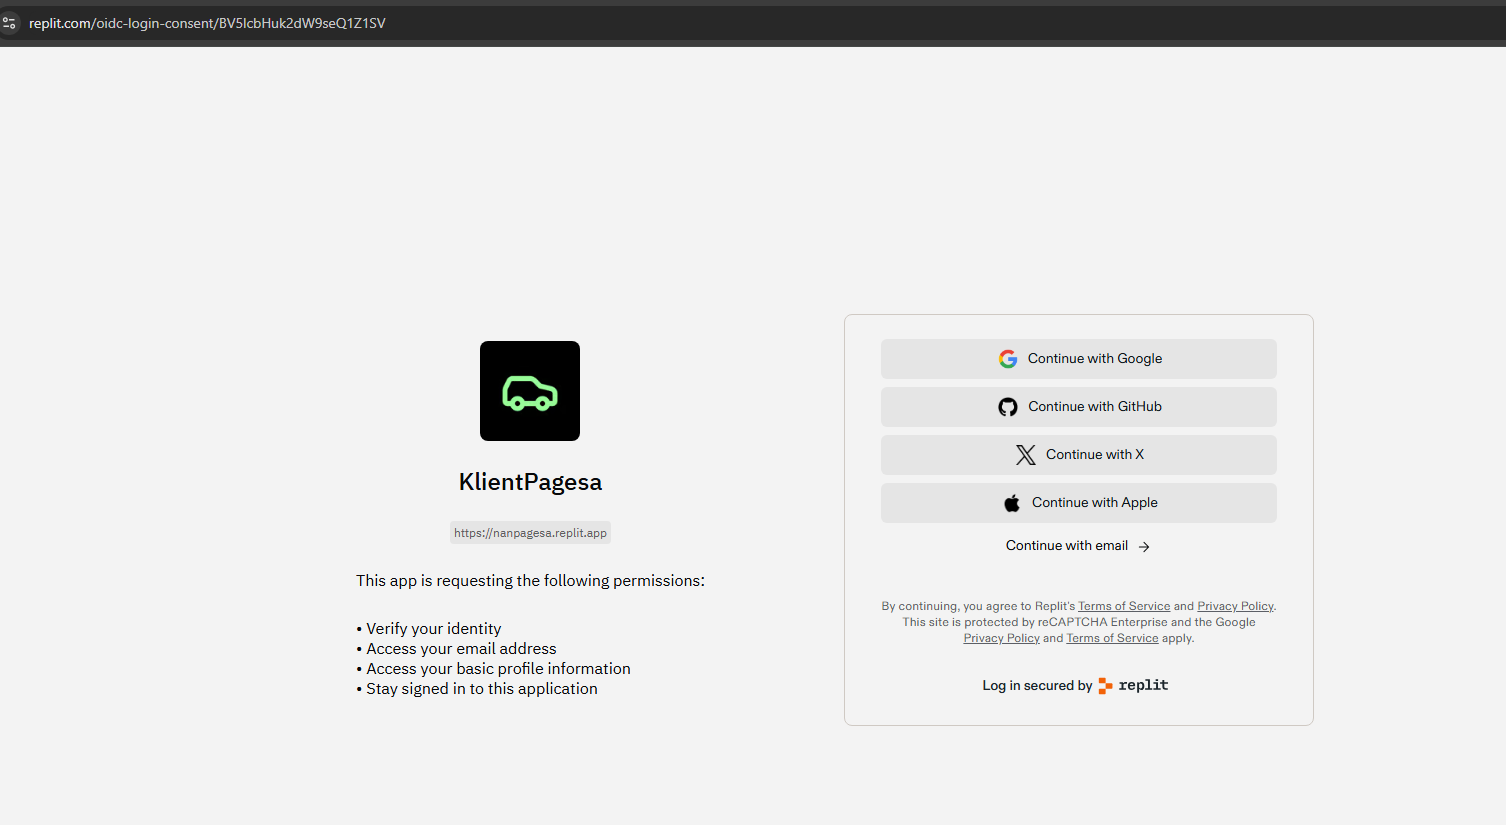 replit.com/oidc-login-consent/BV5IcbHuk2dW9seQ1Z1SV
KlientPagesa
https://nanpagesa.replit.app
This app is requesting the following permissions:
• Verify your identity
• Access your email address
• Access your basic profile information
• Stay signed in to this application
Continue with Google
Continue with GitHub
Continue with X
Continue with Apple
Continue with email →
By continuing, you agree to Replit's Terms of Service and Privacy Policy.
This site is protected by reCAPTCHA Enterprise and the Google
Privacy Policy and Terms of Service apply.
Log in secured by replit